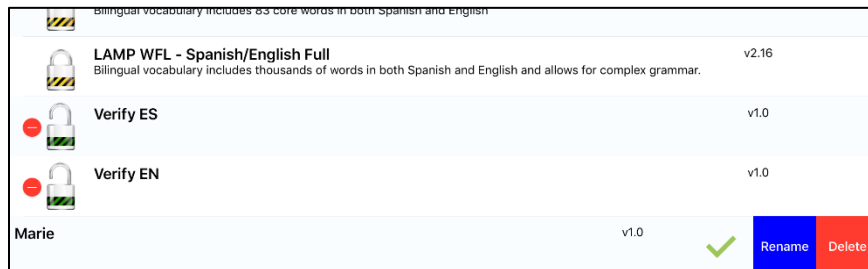 Bilingual vocabulary includes 83 core words in both Spanish and English
LAMP WFL - Spanish/English Full
v2.16
Bilingual vocabulary includes thousands of words in both Spanish and English and allows for complex grammar.
Verify ES
v1.0
Verify EN
v1.0
Marie
v1.0
Rename
Delete